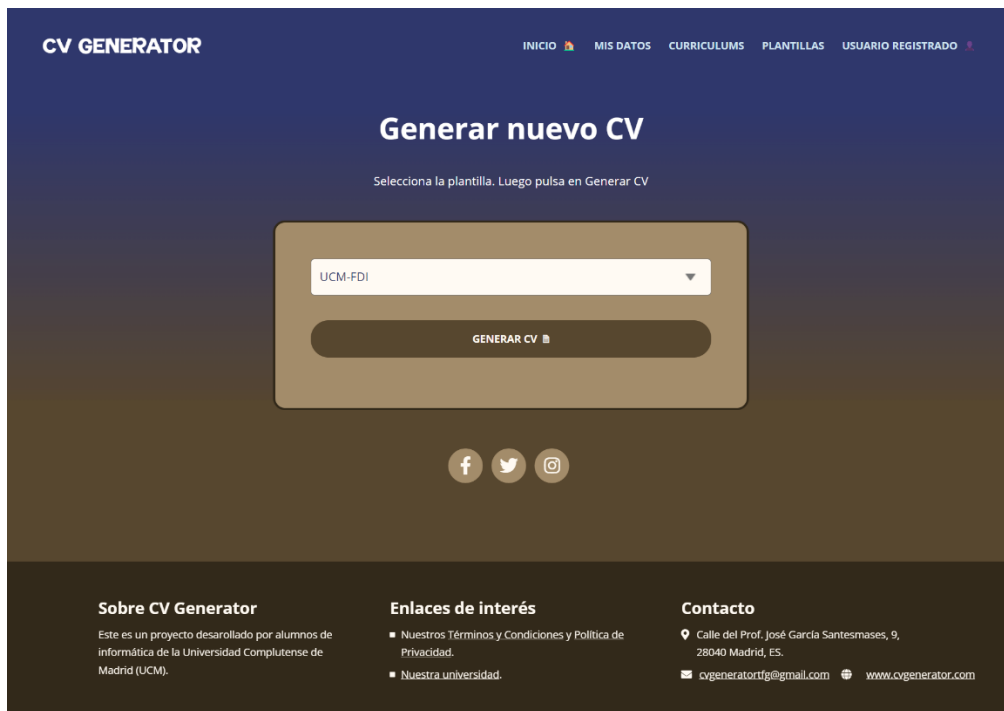 CV GENERATOR
INICIO MIS DATOS CURRICULUMS PLANTILLAS USUARIO REGISTRADO
Generar nuevo CV
Selecciona la plantilla. Luego pulsa en Generar CV
UCM-FDI
GENERAR CV
Sobre CV Generator
Este es un proyecto desarollado por alumnos de
informática de la Universidad Complutense de
Madrid (UCM).
Enlaces de interés
Nuestros Términos y Condiciones y Política de
Privacidad.
Nuestra universidad.
Contacto
Calle del Prof. José García Santesmases, 9,
28040 Madrid, ES.
cvgeneratortfg@gmail.com www.cvgenerator.com